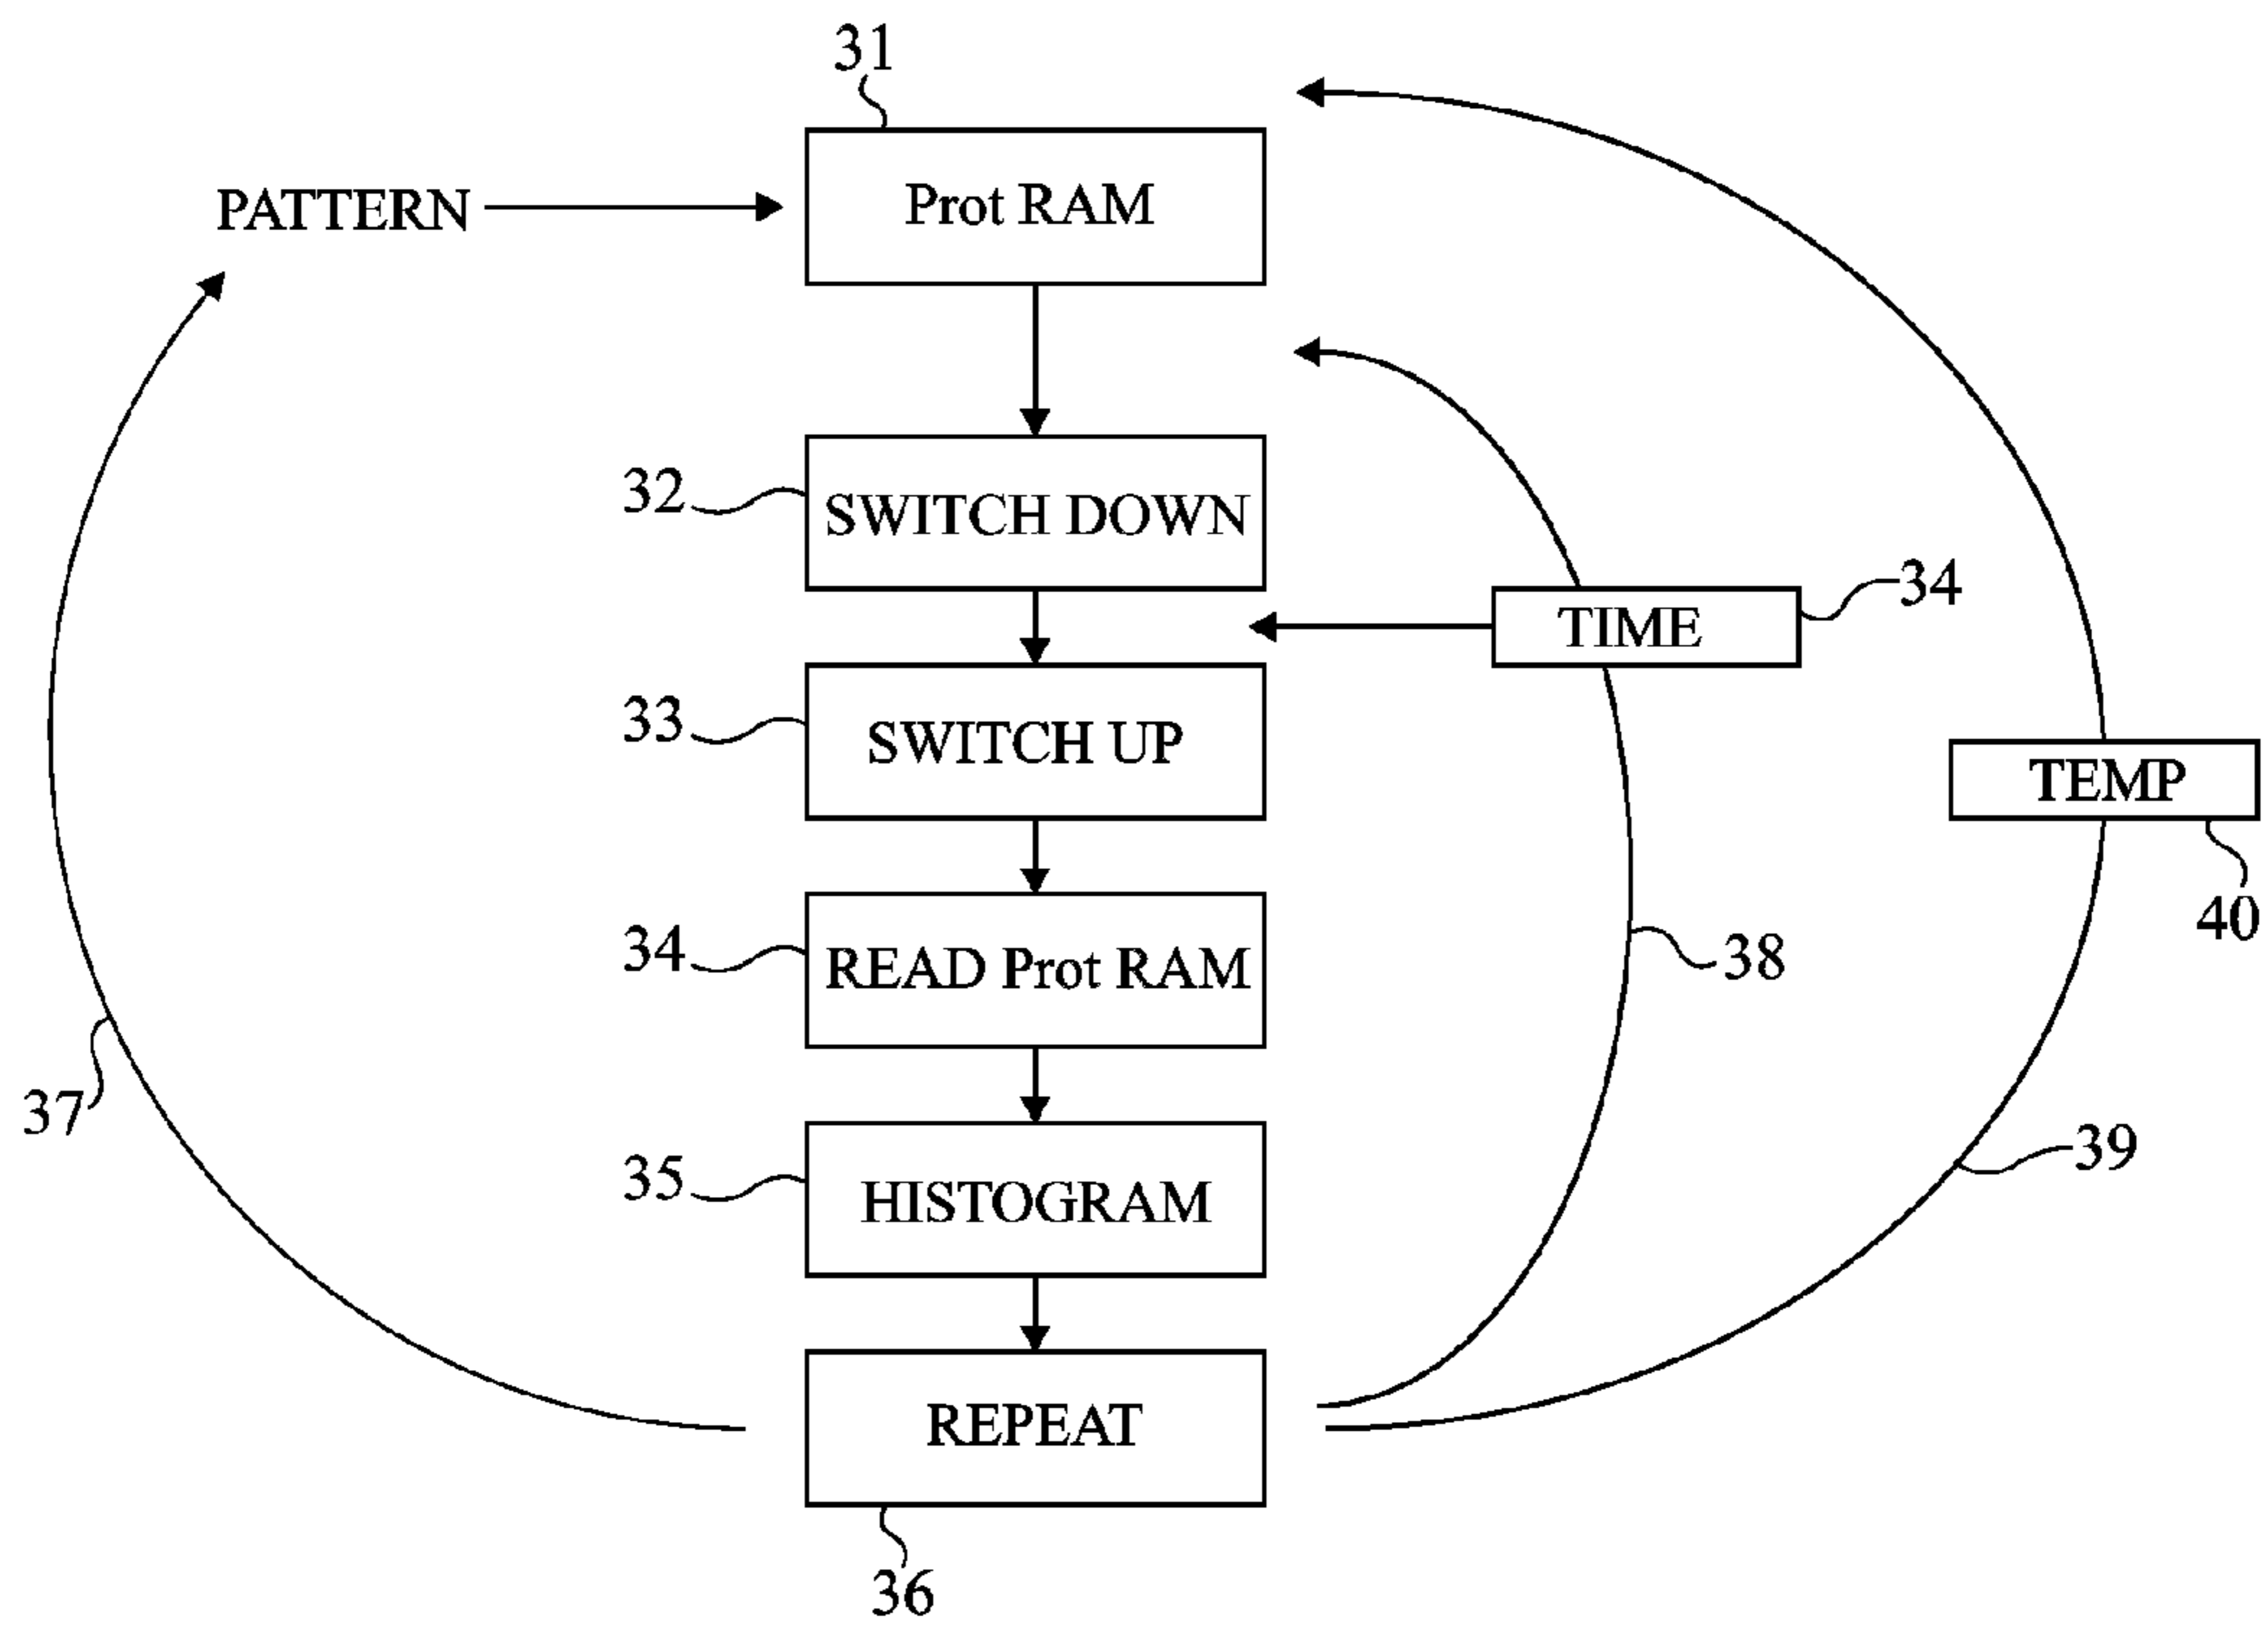 31
PATTERN
Prot RAM
32
SWITCH DOWN
TIME
34
33
SWITCH UP
TEMP
40
34
READ Prot RAM
38
37
35
HISTOGRAM
39
REPEAT
36